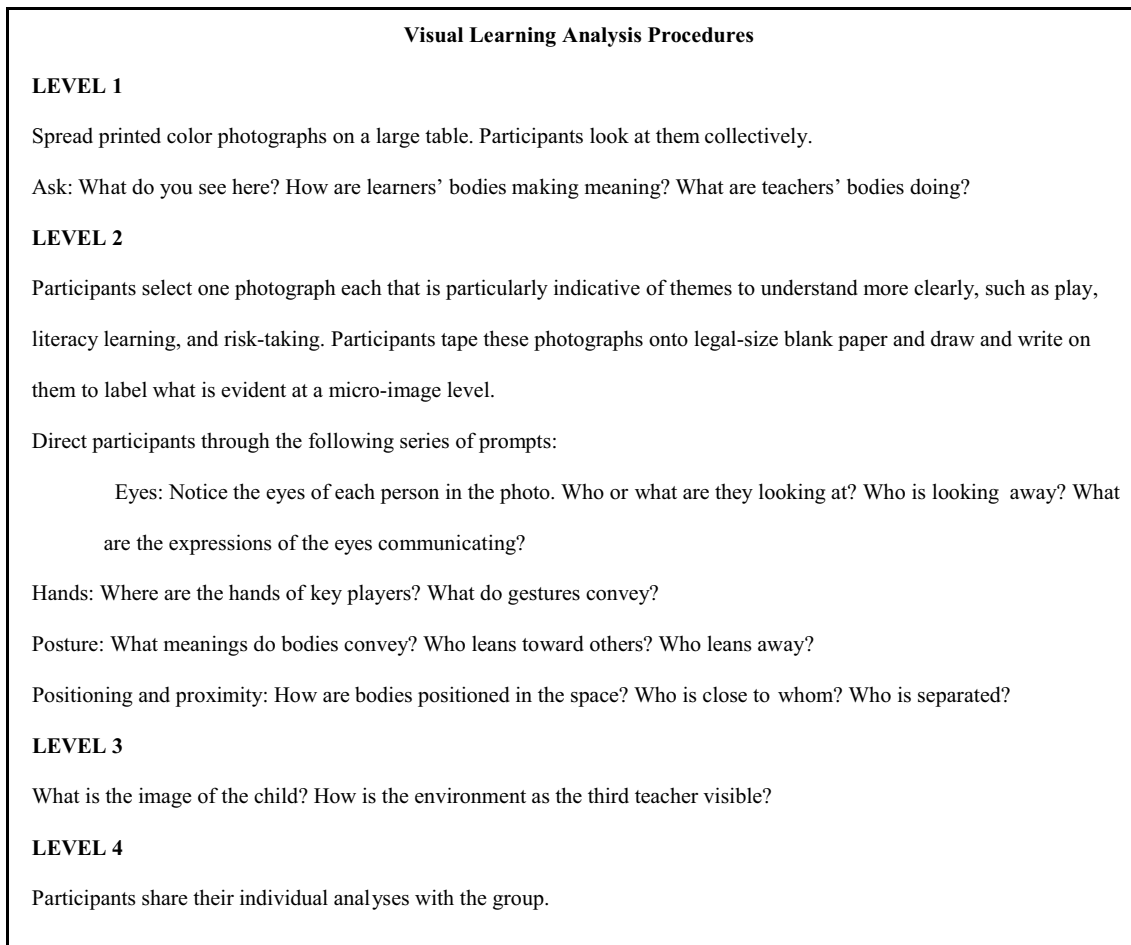 Visual Learning Analysis Procedures
LEVEL 1
Spread printed color photographs on a large table. Participants look at them collectively.
Ask: What do you see here? How are learners’ bodies making meaning? What are teachers’ bodies doing?
LEVEL 2
Participants select one photograph each that is particularly indicative of themes to understand more clearly, such as play,
literacy learning, and risk-taking. Participants tape these photographs onto legal-size blank paper and draw and write on
them to label what is evident at a micro-image level.
Direct participants through the following series of prompts:
Eyes: Notice the eyes of each person in the photo. Who or what are they looking at? Who is looking away? What
are the expressions of the eyes communicating?
Hands: Where are the hands of key players? What do gestures convey?
Posture: What meanings do bodies convey? Who leans toward others? Who leans away?
Positioning and proximity: How are bodies positioned in the space? Who is close to whom? Who is separated?
LEVEL 3
What is the image of the child? How is the environment as the third teacher visible?
LEVEL 4
Participants share their individual analyses with the group.